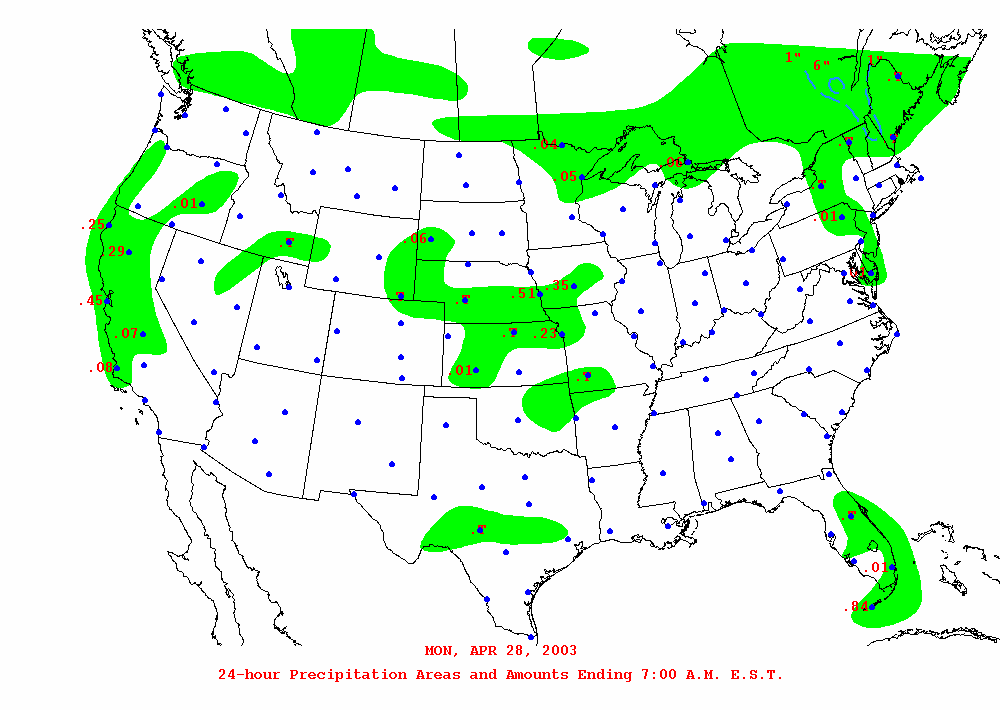 1" 6" 1"
.T
.04 T
.06
.05 T
.01
.01
.25 .06
.T
.29
.01
.35
.45 T .T .51
.07 .T .23
.08 .01 .T
.T .T
.01
.84
MON, APR 28, 2003
24-hour Precipitation Areas and Amounts Ending 7:00 A.M. E.S.T.